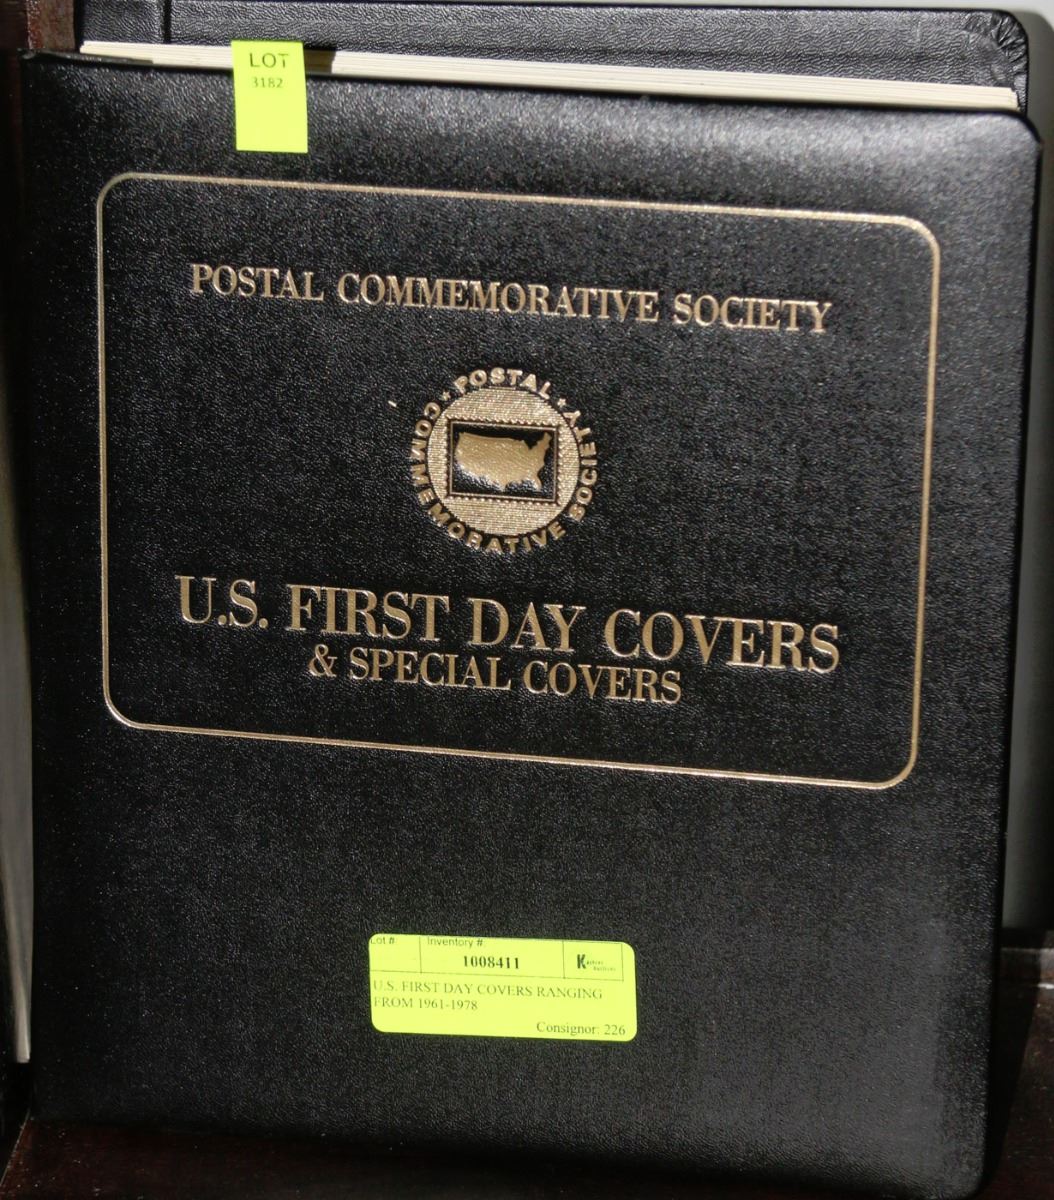 LOT
3182
POSTAL COMMEMORATIVE SOCIETY
★ POSTAL ★
COMMEMORATIVE SOCIETY
U.S. FIRST DAY COVERS
& SPECIAL COVERS
Lot # Inventory #
1008411
U.S. FIRST DAY COVERS RANGING
FROM 1961-1978
Consignor: 226